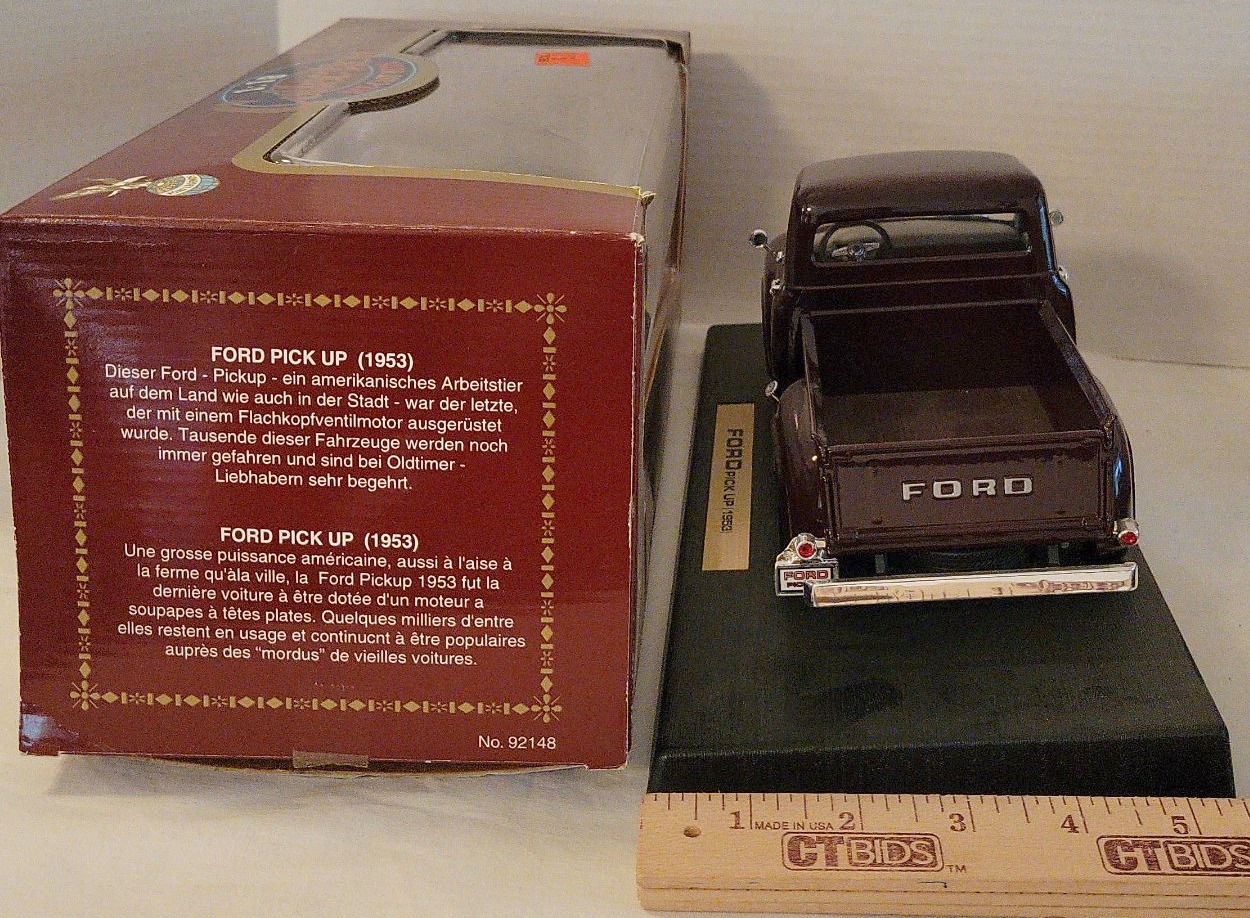 FORD PICK UP (1953)
Dieser Ford - Pickup - ein amerikanisches Arbeitstier
auf dem Land wie auch in der Stadt - war der letzte,
der mit einem Flachkopfventilmotor ausgerüstet
wurde. Tausende dieser Fahrzeuge werden noch
immer gefahren und sind bei Oldtimer -
Liebhabern sehr begehrt.
FORD PICK UP (1953)
Une grosse puissance américaine, aussi à l'aise à
la ferme qu'àla ville, la Ford Pickup 1953 fut la
dernière voiture à être dotée d'un moteur a
soupapes à têtes plates. Quelques milliers d'entre
elles restent en usage et continucnt à être populaires
auprès des "mordus" de vieilles voitures.
No. 92148
FORD PICK UP (1953)
FORD
FORD
1 MADE IN USA 2 3 4 5
CT BIDS ™ CT BIDS